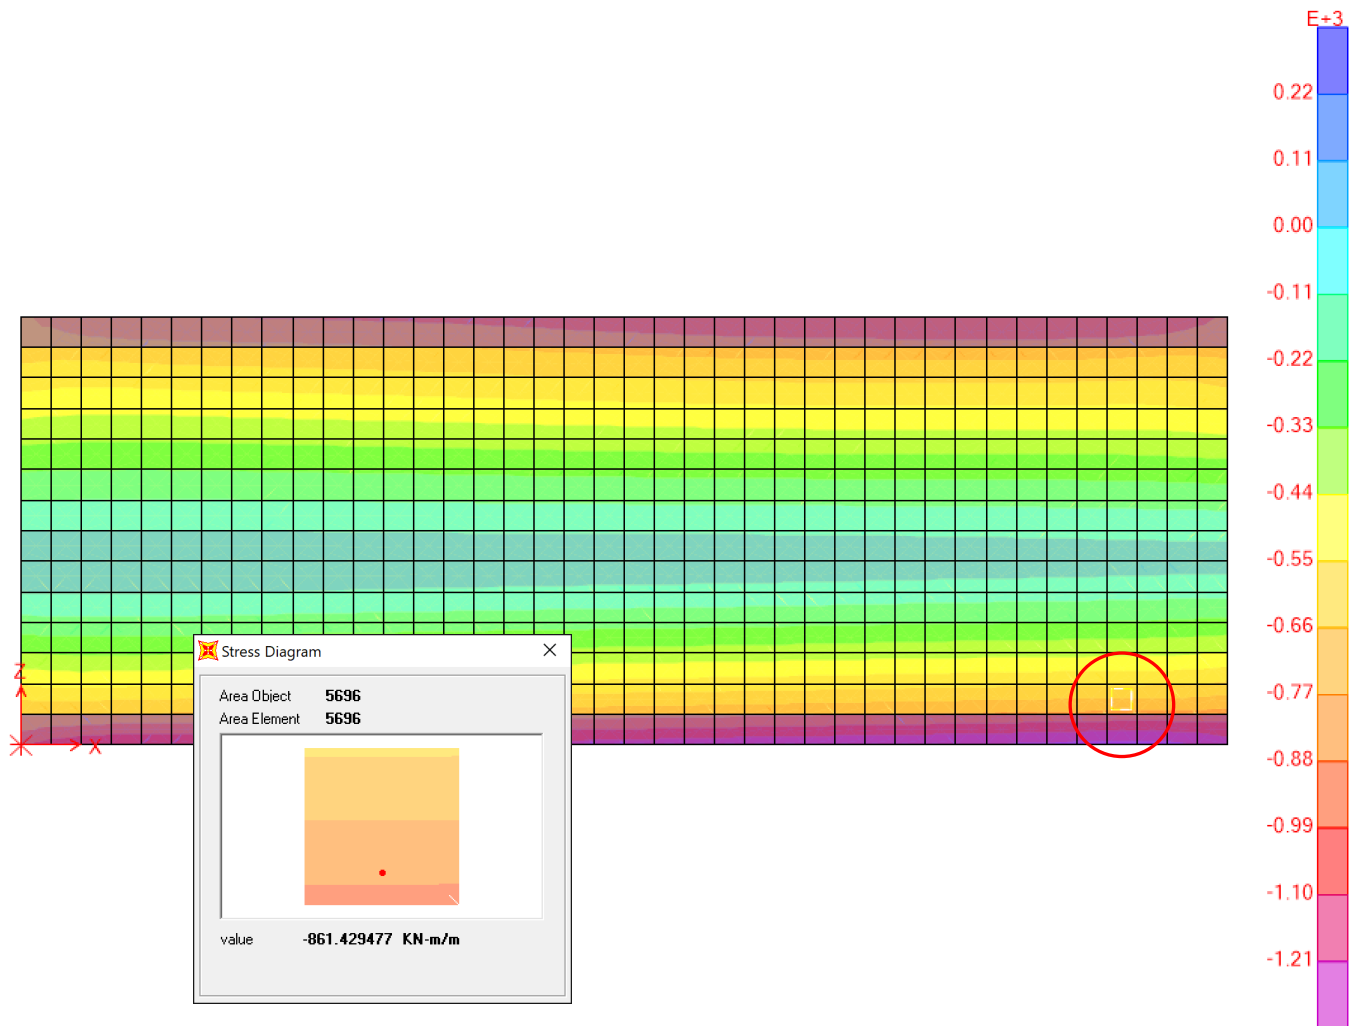 E+3
0.22
0.11
0.00
-0.11
-0.22
-0.33
-0.44
-0.55
-0.66
-0.77
-0.88
-0.99
-1.10
-1.21
Z
X
Stress Diagram
Area Object 5696
Area Element 5696
value -861.429477 KN-m/m